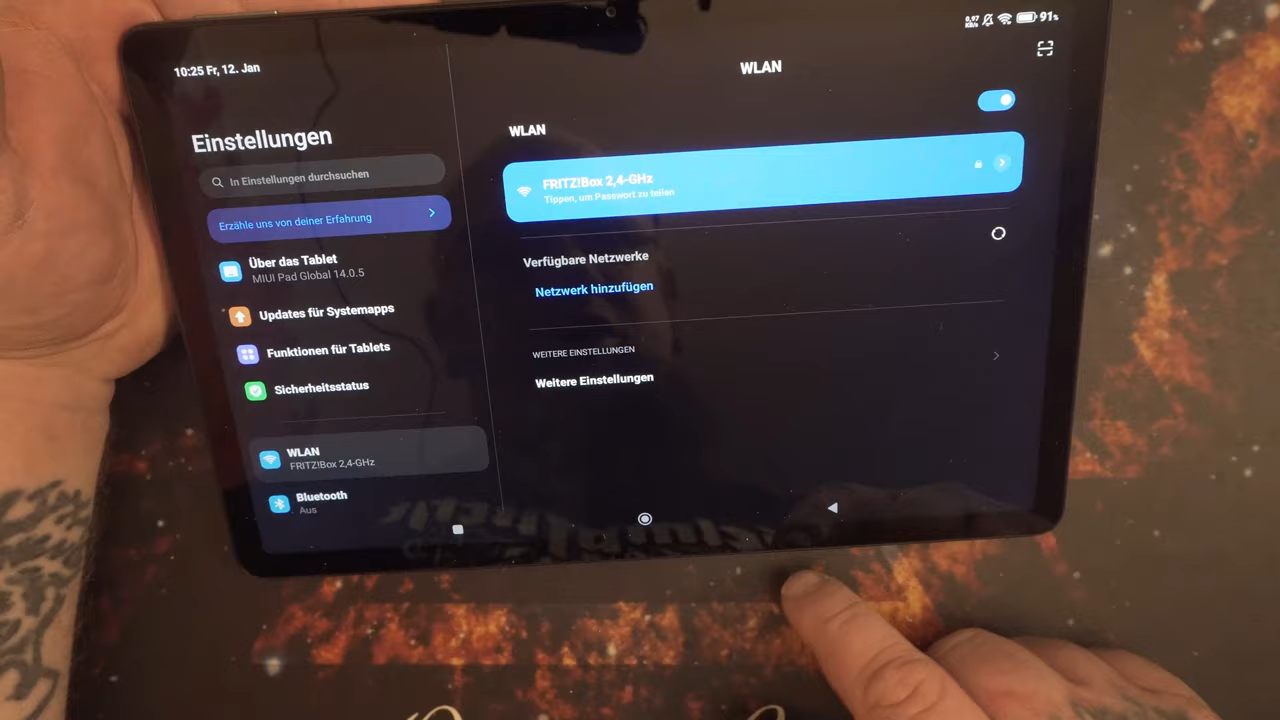 10:25 Fr, 12. Jan
0,97
KB/s
91%
Einstellungen
In Einstellungen durchsuchen
Erzähle uns von deiner Erfahrung
Über das Tablet
MIUI Pad Global 14.0.5
Updates für Systemapps
Funktionen für Tablets
Sicherheitsstatus
WLAN
FRITZ!Box 2,4-GHz
Bluetooth
Aus
WLAN
WLAN
FRITZ!Box 2,4-GHz
Tippen, um Passwort zu teilen
Verfügbare Netzwerke
Netzwerk hinzufügen
WEITERE EINSTELLUNGEN
Weitere Einstellungen